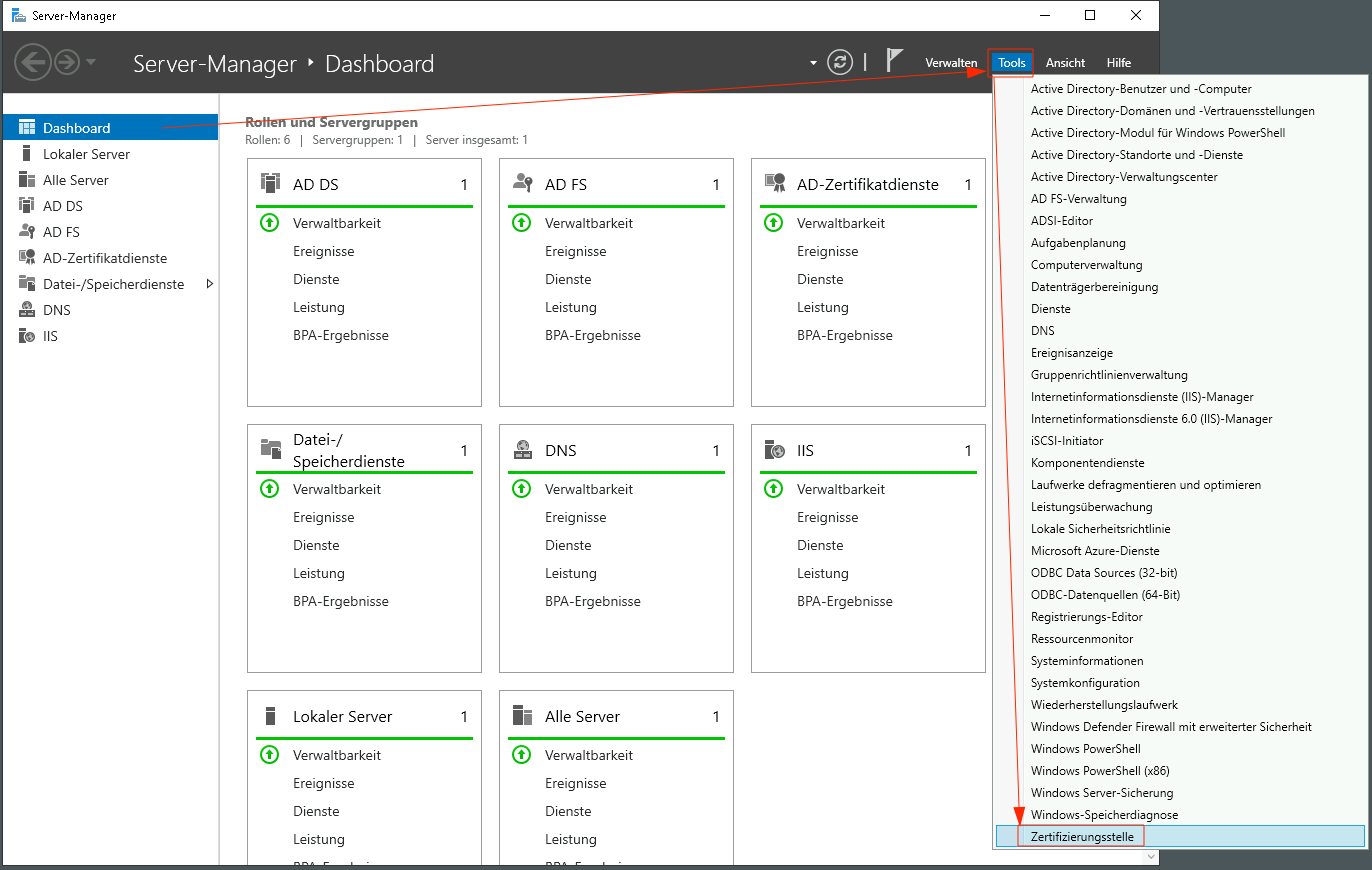 Server-Manager
Server-Manager ‣ Dashboard
Verwalten Tools Ansicht Hilfe
Dashboard
Lokaler Server
Alle Server
AD DS
AD FS
AD-Zertifikatdienste
Datei-/Speicherdienste
DNS
IIS
Rollen und Servergruppen
Rollen: 6 | Servergruppen: 1 | Server insgesamt: 1
AD DS 1
Verwaltbarkeit
Ereignisse
Dienste
Leistung
BPA-Ergebnisse
AD FS 1
Verwaltbarkeit
Ereignisse
Dienste
Leistung
BPA-Ergebnisse
AD-Zertifikatdienste 1
Verwaltbarkeit
Ereignisse
Dienste
Leistung
BPA-Ergebnisse
Datei-/
Speicherdienste 1
Verwaltbarkeit
Ereignisse
Dienste
Leistung
BPA-Ergebnisse
DNS 1
Verwaltbarkeit
Ereignisse
Dienste
Leistung
BPA-Ergebnisse
IIS 1
Verwaltbarkeit
Ereignisse
Dienste
Leistung
BPA-Ergebnisse
Lokaler Server 1
Verwaltbarkeit
Ereignisse
Dienste
Leistung
Alle Server 1
Verwaltbarkeit
Ereignisse
Dienste
Leistung
Active Directory-Benutzer und -Computer
Active Directory-Domänen und -Vertrauensstellungen
Active Directory-Modul für Windows PowerShell
Active Directory-Standorte und -Dienste
Active Directory-Verwaltungscenter
AD FS-Verwaltung
ADSI-Editor
Aufgabenplanung
Computerverwaltung
Datenträgerbereinigung
Dienste
DNS
Ereignisanzeige
Gruppenrichtlinienverwaltung
Internetinformationsdienste (IIS)-Manager
Internetinformationsdienste 6.0 (IIS)-Manager
iSCSI-Initiator
Komponentendienste
Laufwerke defragmentieren und optimieren
Leistungsüberwachung
Lokale Sicherheitsrichtlinie
Microsoft Azure-Dienste
ODBC Data Sources (32-bit)
ODBC-Datenquellen (64-Bit)
Registrierungs-Editor
Ressourcenmonitor
Systeminformationen
Systemkonfiguration
Wiederherstellungslaufwerk
Windows Defender Firewall mit erweiterter Sicherheit
Windows PowerShell
Windows PowerShell (x86)
Windows Server-Sicherung
Windows-Speicherdiagnose
Zertifizierungsstelle